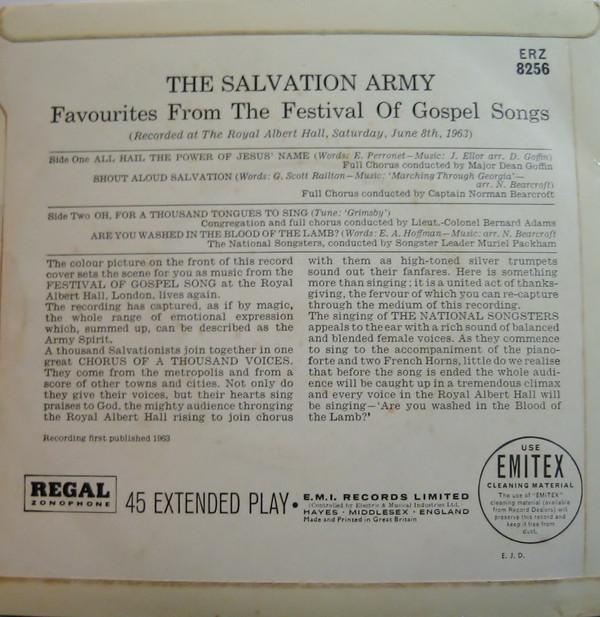 ERZ
8256
THE SALVATION ARMY
Favourites From The Festival Of Gospel Songs
(Recorded at The Royal Albert Hall, Saturday, June 8th, 1963)
Side One ALL HAIL THE POWER OF JESUS' NAME (Words: E. Perronet—Music: J. Ellor arr. D. Goffin)
Full Chorus conducted by Major Dean Goffin
SHOUT ALOUD SALVATION (Words: G. Scott Railton—Music: 'Marching Through Georgia'—
arr. N. Bearcroft)
Full Chorus conducted by Captain Norman Bearcroft
Side Two OH, FOR A THOUSAND TONGUES TO SING (Tune: 'Grimsby')
Congregation and full chorus conducted by Lieut.-Colonel Bernard Adams
ARE YOU WASHED IN THE BLOOD OF THE LAMB? (Words: E. A. Hoffman—Music: arr. N. Bearcroft
The National Songsters, conducted by Songster Leader Muriel Packham
The colour picture on the front of this record
cover sets the scene for you as music from the
FESTIVAL OF GOSPEL SONG at the Royal
Albert Hall, London, lives again.
The recording has captured, as if by magic,
the whole range of emotional expression
which, summed up, can be described as the
Army Spirit.
A thousand Salvationists join together in one
great CHORUS OF A THOUSAND VOICES.
They come from the metropolis and from a
score of other towns and cities. Not only do
they give their voices, but their hearts sing
praises to God, the mighty audience thronging
the Royal Albert Hall rising to join chorus
with them as high-toned silver trumpets
sound out their fanfares. Here is something
more than singing; it is a united act of thanks-
giving, the fervour of which you can re-capture
through the medium of this recording.
The singing of THE NATIONAL SONGSTERS
appeals to the ear with a rich sound of balanced
and blended female voices. As they commence
to sing to the accompaniment of the piano-
forte and two French Horns, little do we realise
that before the song is ended the whole audi-
ence will be caught up in a tremendous climax
and every voice in the Royal Albert Hall will
be singing—'Are you washed in the Blood of
the Lamb?'
Recording first published 1963
REGAL
ZONOPHONE
45 EXTENDED PLAY •
E.M.I. RECORDS LIMITED
(Controlled by Electric & Musical Industries Ltd.)
HAYES · MIDDLESEX · ENGLAND
Made and Printed in Great Britain
USE
EMITEX
CLEANING MATERIAL
The use of "EMITEX"
cleaning material (available
from Record Dealers) will
preserve this record and
keep it free from
dust.
E. J. D.